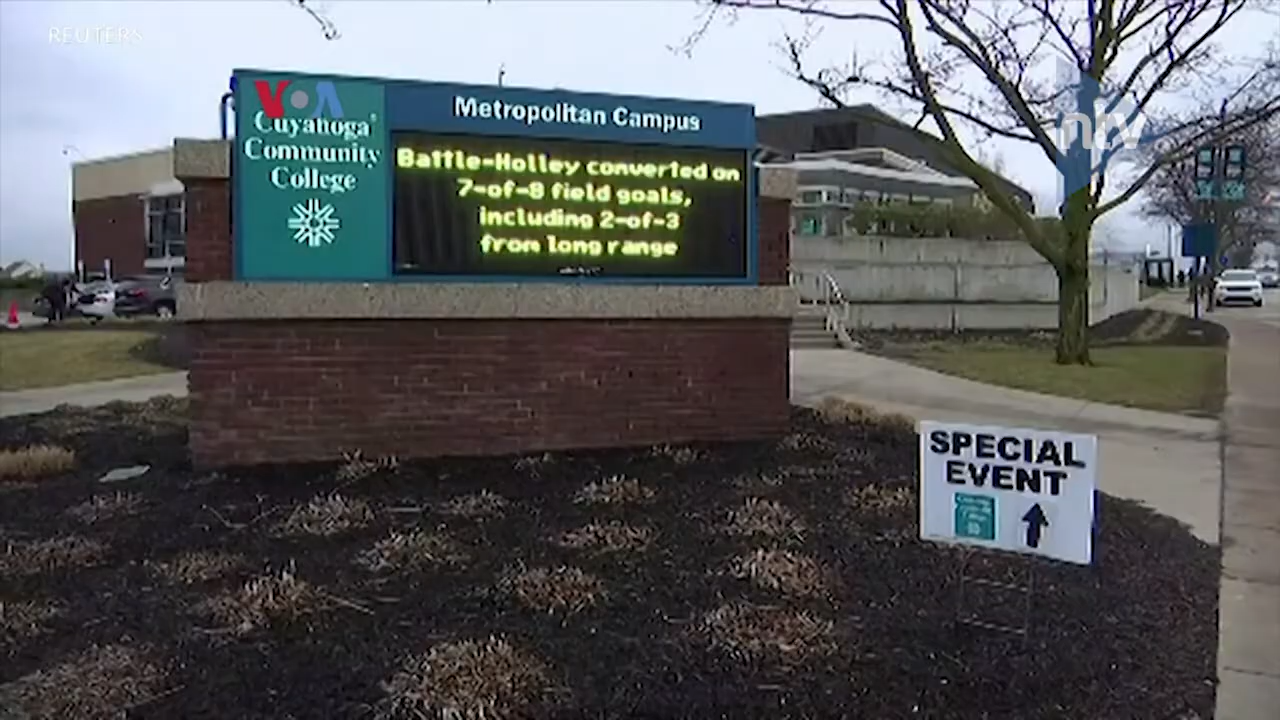 REUTERS
VOA
ntv
Cuyahoga
Community
College
Metropolitan Campus
Battle-Holley converted on
7-of-8 field goals,
including 2-of-3
from long range
SPECIAL
EVENT